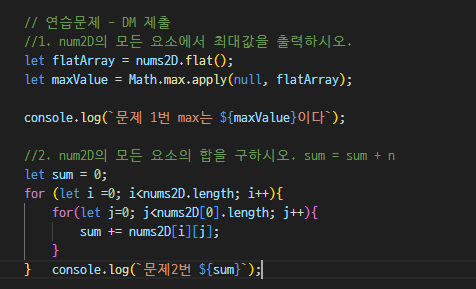 // 연습문제 - DM 제출
//1. num2D의 모든 요소에서 최대값을 출력하시오.
let flatArray = nums2D.flat();
let maxValue = Math.max.apply(null, flatArray);
console.log(`문제 1번 max는 ${maxValue}이다`);
//2. num2D의 모든 요소의 합을 구하시오. sum = sum + n
let sum = 0;
for (let i =0; i<nums2D.length; i++){
    for(let j=0; j<nums2D[0].length; j++){
        sum += nums2D[i][j];
    }
}   console.log(`문제2번 ${sum}`);